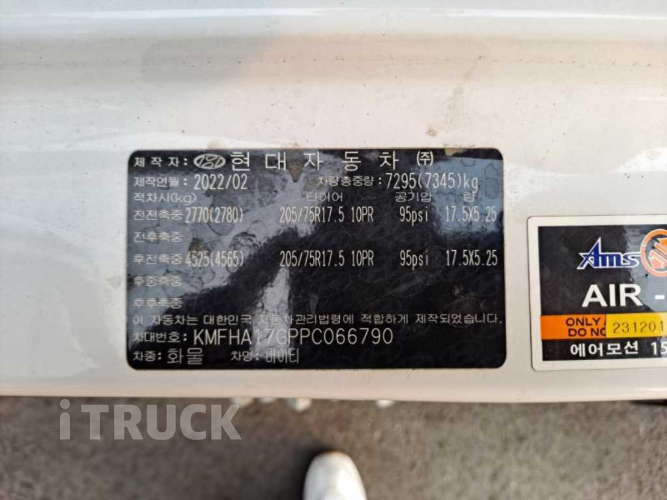 제작자: 현대자동차 ㈜
제작연월: 2022/02 차량총중량: 7295(7345)kg
적차시(kg) 타이어 공기압 량
전전축중 2770(2780) 205/75R17.5 10PR 95psi 17.5X5.25
전후축중
후전축중 4525(4565) 205/75R17.5 10PR 95psi 17.5X5.25
후중축중
후후축중
이 자동차는 대한민국 자동차관리법령에 적합하게 제작되었습니다.
차대번호: KMFHA17GPPC066790
차종: 화물 차명: 마이티
Ams
AIR -
ONLY
DO NO 231201
에어모션 15
iTRUCK